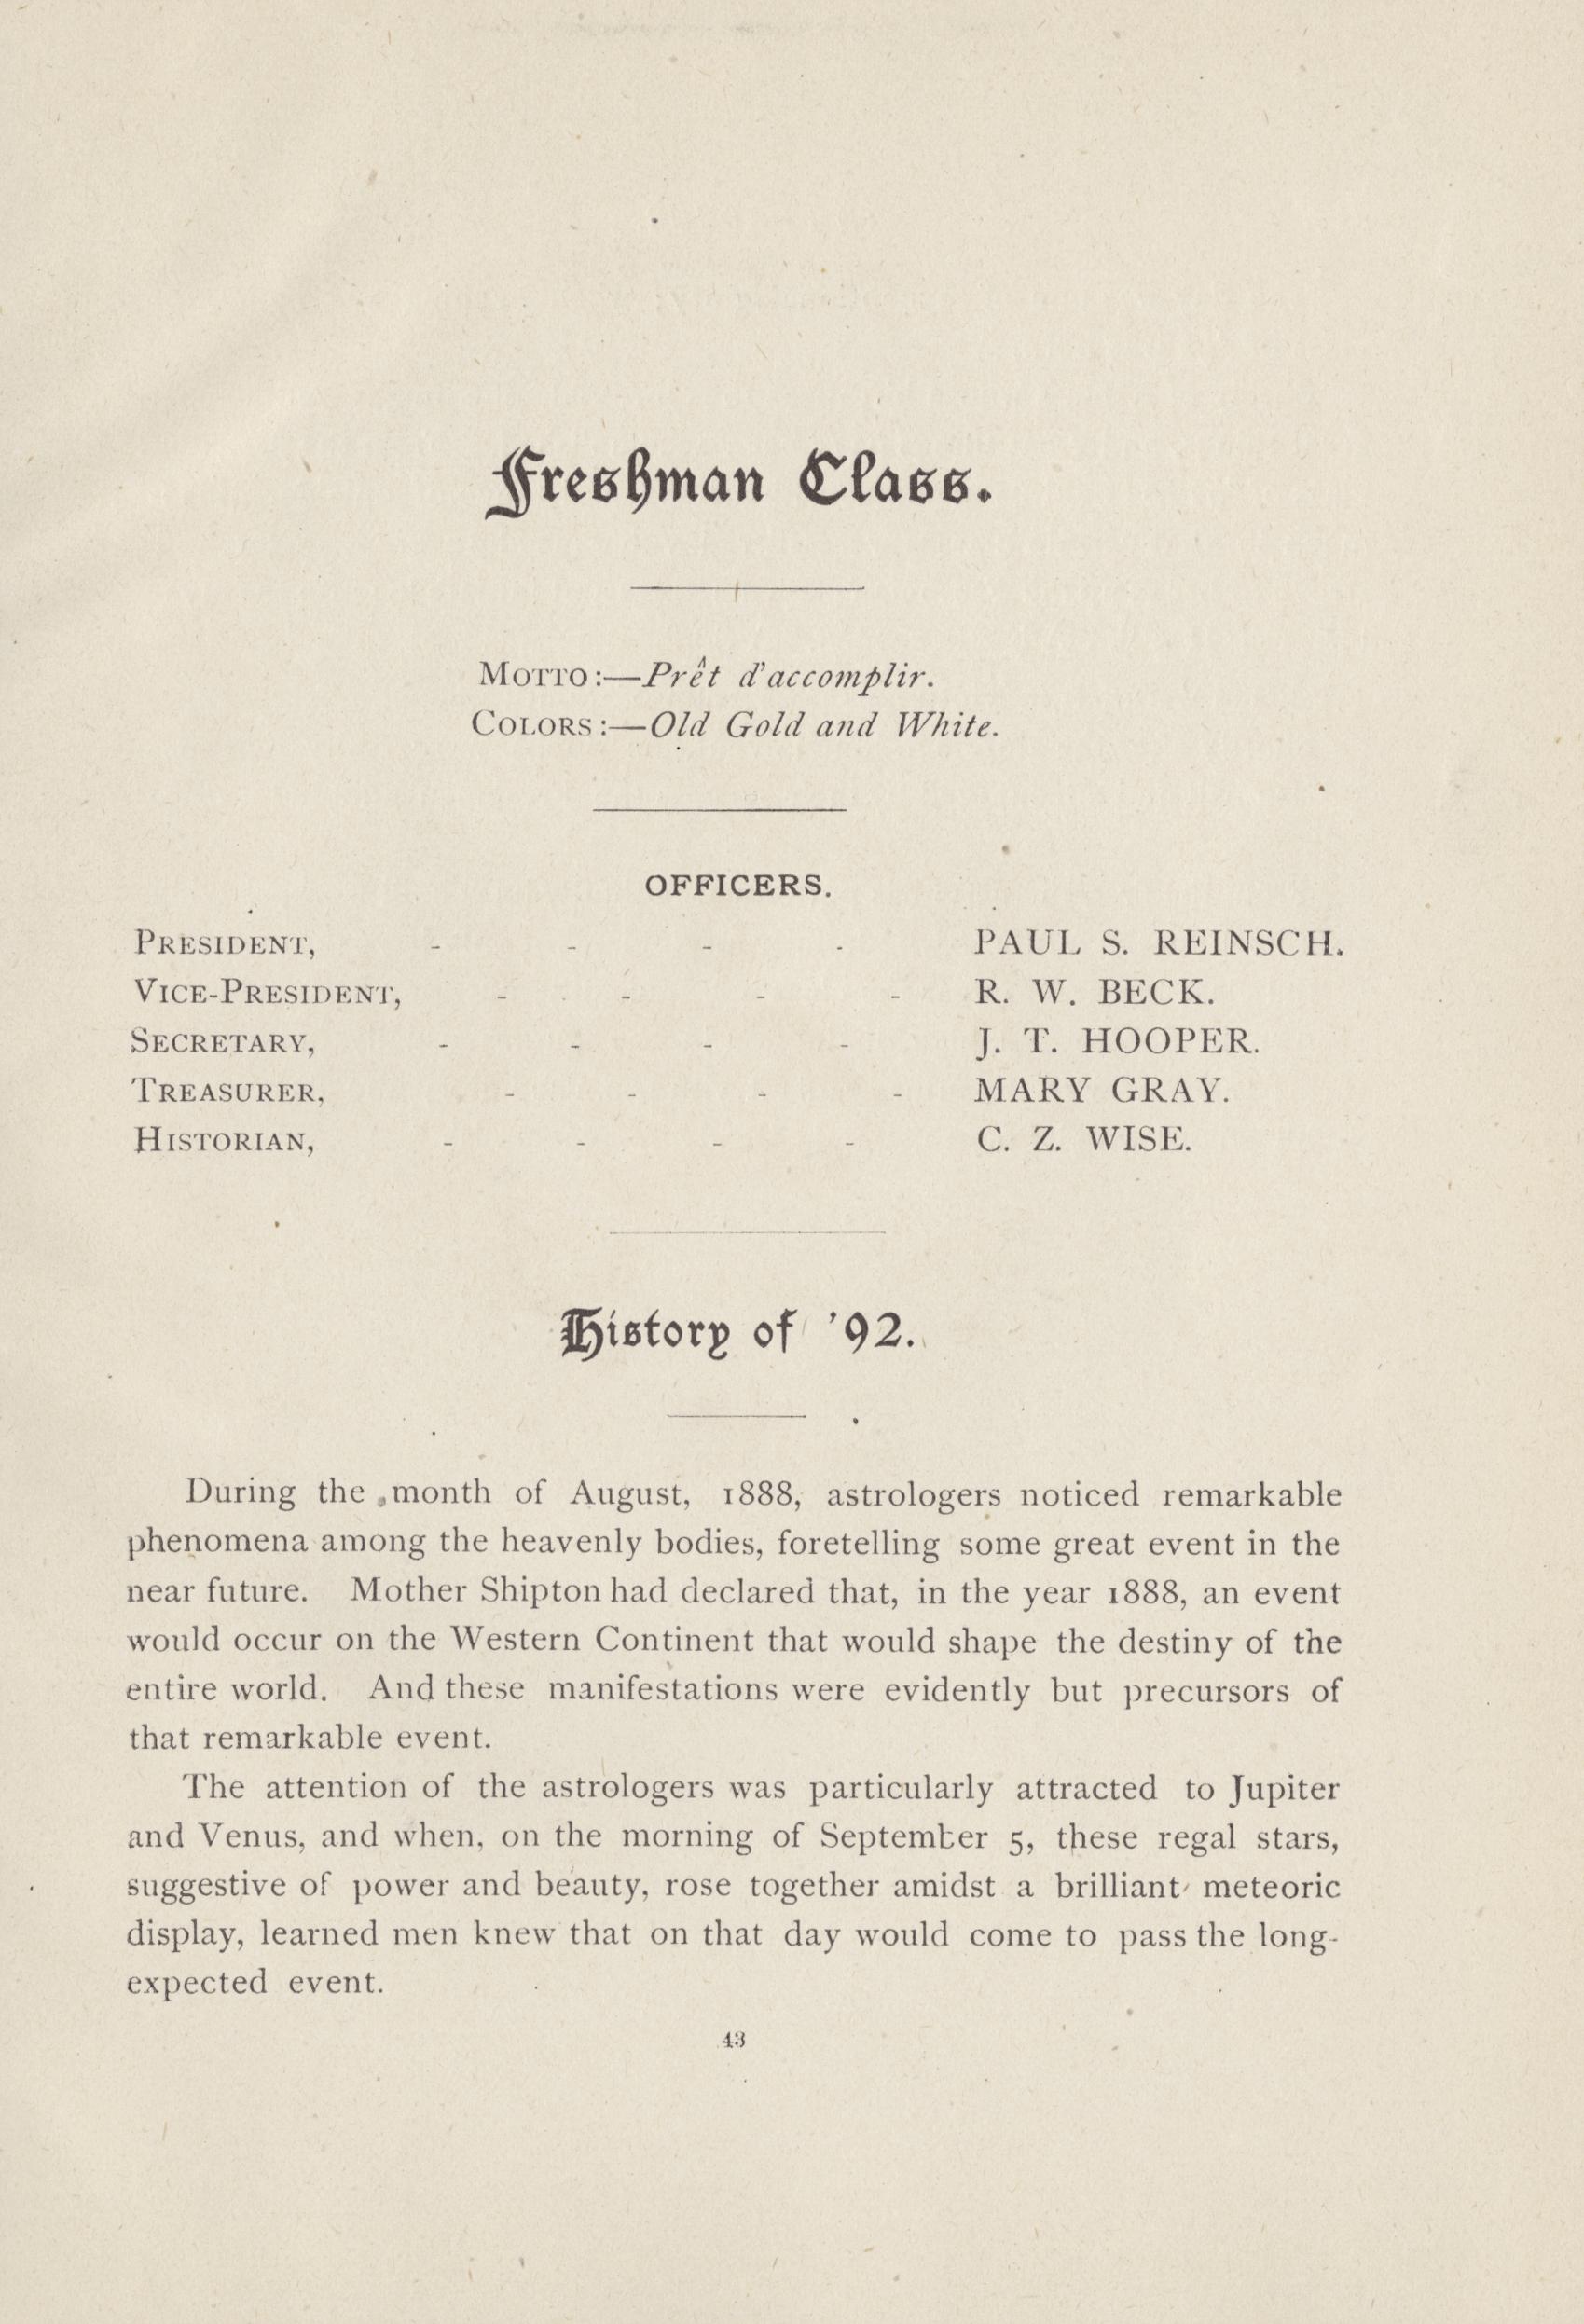 Freshman Class.
MOTTO:—Prêt d'accomplir.
COLORS:—Old Gold and White.
OFFICERS.
PRESIDENT, - - - - PAUL S. REINSCH.
VICE-PRESIDENT, - - - - R. W. BECK.
SECRETARY, - - - - J. T. HOOPER.
TREASURER, - - - - MARY GRAY.
HISTORIAN, - - - - C. Z. WISE.
History of '92.
During the month of August, 1888, astrologers noticed remarkable
phenomena among the heavenly bodies, foretelling some great event in the
near future. Mother Shipton had declared that, in the year 1888, an event
would occur on the Western Continent that would shape the destiny of the
entire world. And these manifestations were evidently but precursors of
that remarkable event.
The attention of the astrologers was particularly attracted to Jupiter
and Venus, and when, on the morning of September 5, these regal stars,
suggestive of power and beauty, rose together amidst a brilliant meteoric
display, learned men knew that on that day would come to pass the long-
expected event.
43